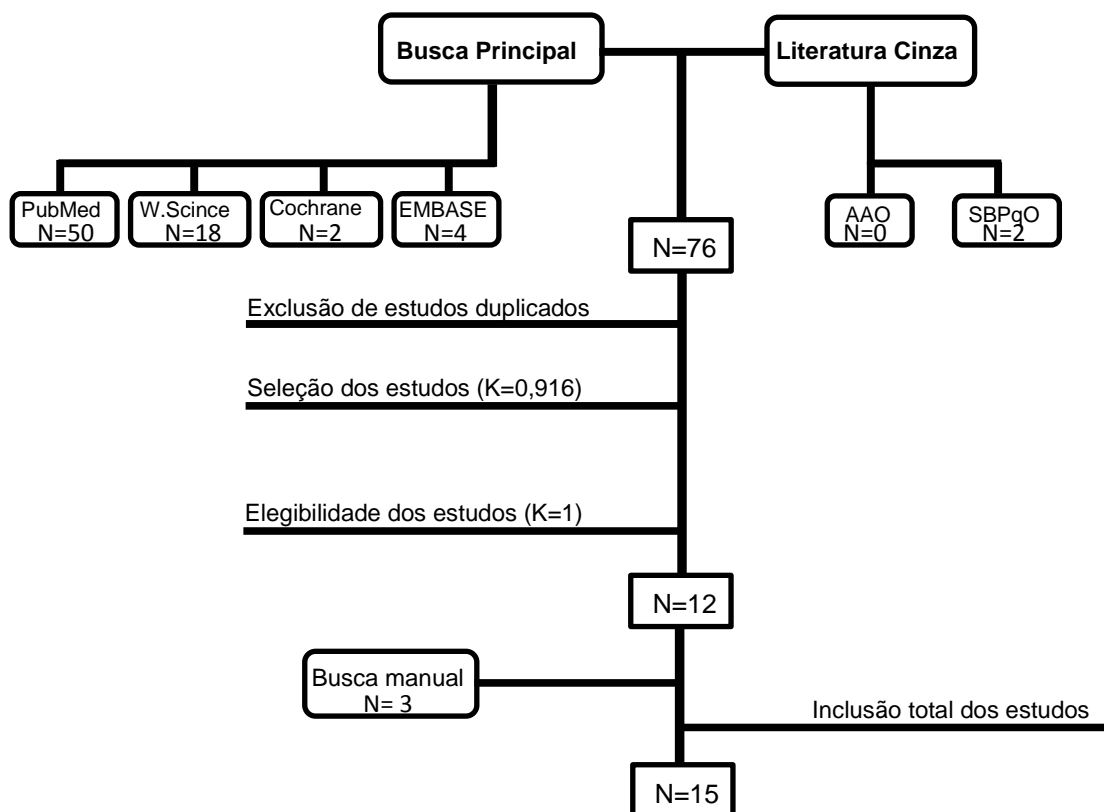 Busca Principal
Literatura Cinza
PubMed
N=50
W.Scince
N=18
Cochrane
N=2
EMBASE
N=4
AAO
N=0
SBPqO
N=2
N=76
Exclusão de estudos duplicados
Seleção dos estudos (K=0,916)
Elegibilidade dos estudos (K=1)
N=12
Busca manual
N= 3
Inclusão total dos estudos
N=15